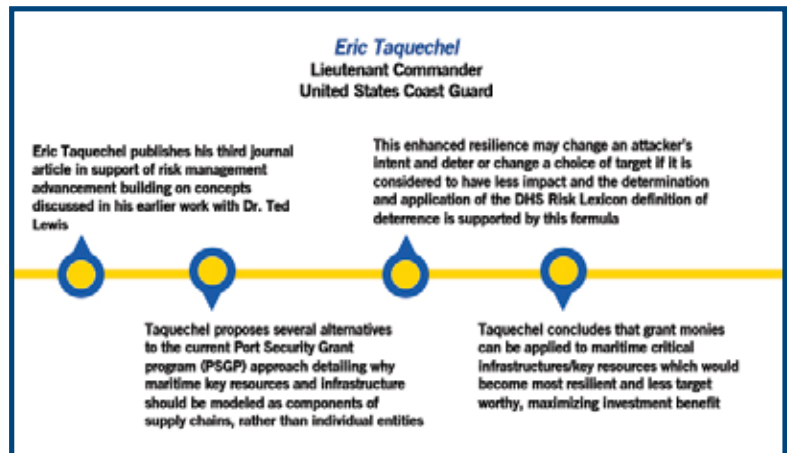 Eric Taquechel
Lieutenant Commander
United States Coast Guard
Eric Taquechel publishes his third journal
article in support of risk management
advancement building on concepts
discussed in his earlier work with Dr. Ted
Lewis
This enhanced resilience may change an attacker's
intent and deter or change a choice of target if it is
considered to have less impact and the determination
and application of the DHS Risk Lexicon definition of
deterrence is supported by this formula
Taquechel proposes several alternatives
to the current Port Security Grant
program (PSGP) approach detailing why
maritime key resources and infrastructure
should be modeled as components of
supply chains, rather than individual entities
Taquechel concludes that grant monies
can be applied to maritime critical
infrastructures/key resources which would
become most resilient and less target
worthy, maximizing investment benefit